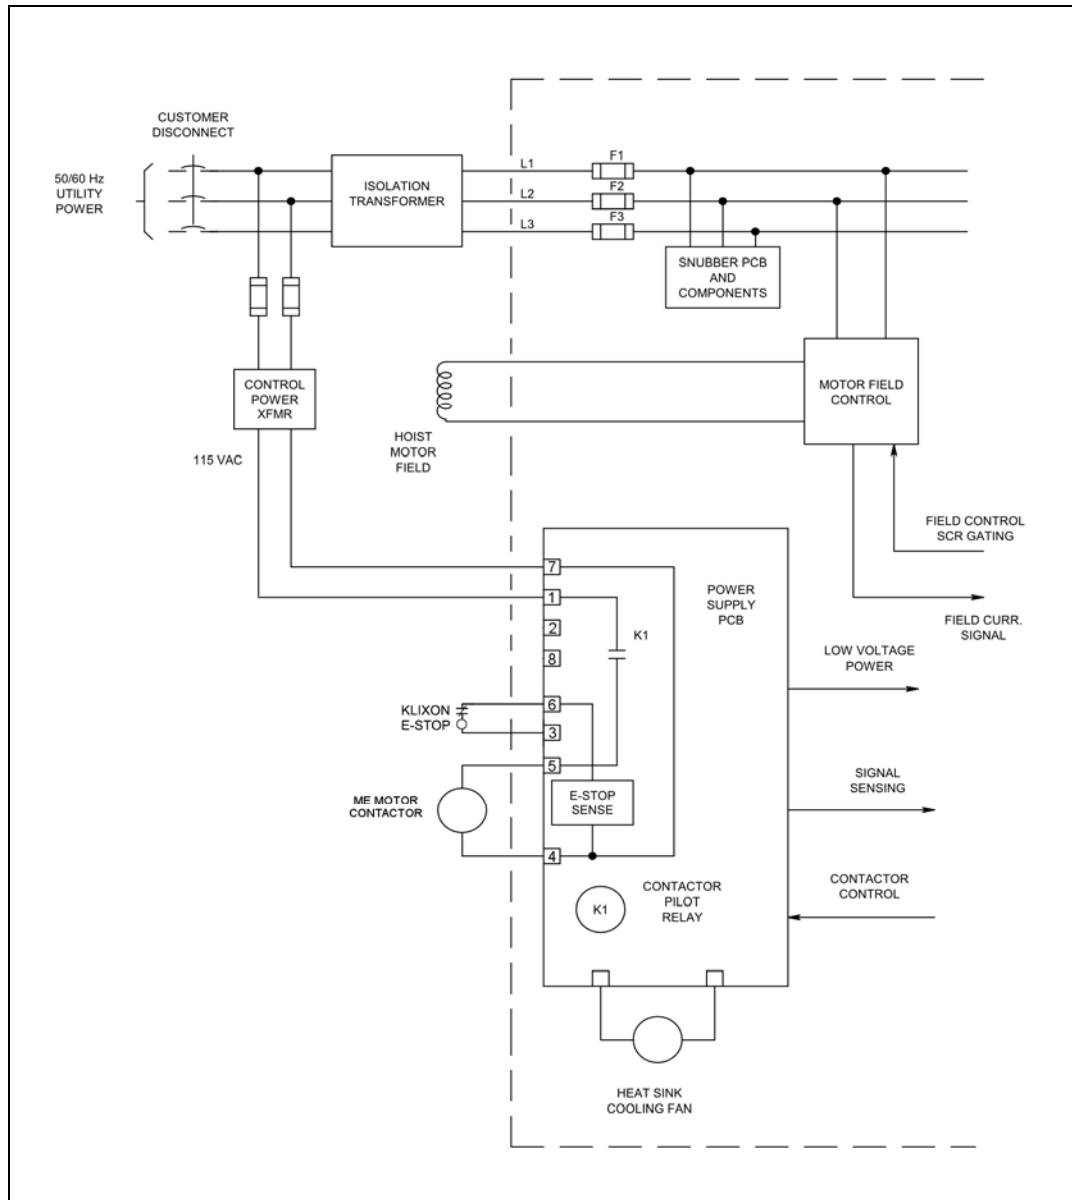 CUSTOMER
DISCONNECT
50/60 Hz
UTILITY
POWER
ISOLATION
TRANSFORMER
L1
L2
L3
F1
F2
F3
SNUBBER PCB
AND
COMPONENTS
CONTROL
POWER
XFMR
115 VAC
HOIST
MOTOR
FIELD
MOTOR FIELD
CONTROL
FIELD CONTROL
SCR GATING
FIELD CURR.
SIGNAL
7
1
2
8
6
3
5
4
K1
POWER
SUPPLY
PCB
LOW VOLTAGE
POWER
KLIXON
E-STOP
E-STOP
SENSE
SIGNAL
SENSING
ME MOTOR
CONTACTOR
CONTACTOR
PILOT
RELAY
K1
CONTACTOR
CONTROL
HEAT SINK
COOLING FAN